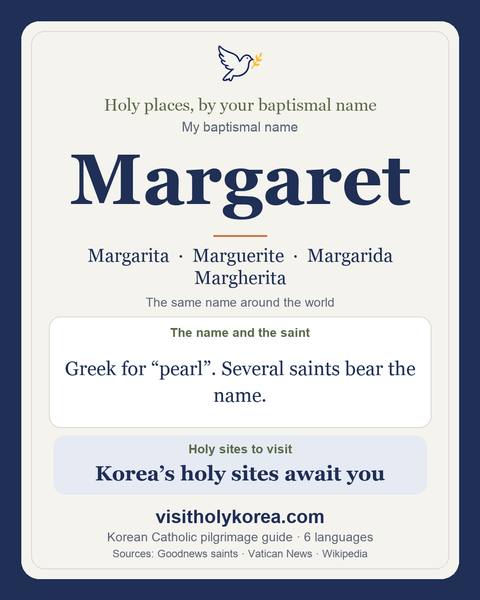 Holy places, by your baptismal name
My baptismal name
Margaret
Margarita · Marguerite · Margarida
Margherita
The same name around the world
The name and the saint
Greek for “pearl”. Several saints bear the
name.
Holy sites to visit
Korea’s holy sites await you
visitholykorea.com
Korean Catholic pilgrimage guide · 6 languages
Sources: Goodnews saints · Vatican News · Wikipedia